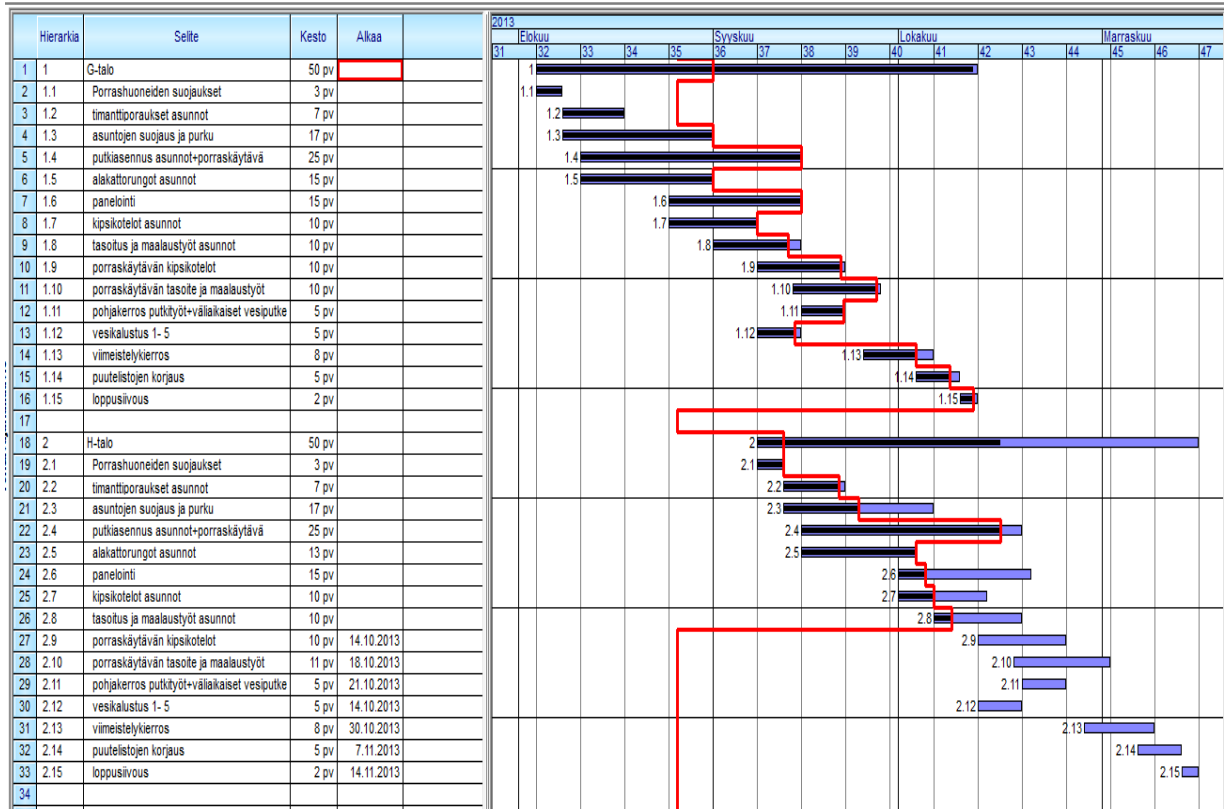 2013
Hierarkia Selite Kesto Alkaa Elokuu Syyskuu Lokakuu Marraskuu
31 32 33 34 35 36 37 38 39 40 41 42 43 44 45 46 47
1 1 G-talo 50 pv 1
2 1.1 Porrashuoneiden suojaukset 3 pv 1.1
3 1.2 timanttiporaukset asunnot 7 pv 1.2
4 1.3 asuntojen suojaus ja purku 17 pv 1.3
5 1.4 putkiasennus asunnot+porraskäytävä 25 pv 1.4
6 1.5 alakattorungot asunnot 15 pv 1.5
7 1.6 panelointi 15 pv 1.6
8 1.7 kipsikotelot asunnot 10 pv 1.7
9 1.8 tasoitus ja maalaustyöt asunnot 10 pv 1.8
10 1.9 porraskäytävän kipsikotelot 10 pv 1.9
11 1.10 porraskäytävän tasoite ja maalaustyöt 10 pv 1.10
12 1.11 pohjakerros putkityöt+väliaikaiset vesiputke 5 pv 1.11
13 1.12 vesikalustus 1- 5 5 pv 1.12
14 1.13 viimeistelykierros 8 pv 1.13
15 1.14 puutelistojen korjaus 5 pv 1.14
16 1.15 loppusiivous 2 pv 1.15
17
18 2 H-talo 50 pv 2
19 2.1 Porrashuoneiden suojaukset 3 pv 2.1
20 2.2 timanttiporaukset asunnot 7 pv 2.2
21 2.3 asuntojen suojaus ja purku 17 pv 2.3
22 2.4 putkiasennus asunnot+porraskäytävä 25 pv 2.4
23 2.5 alakattorungot asunnot 13 pv 2.5
24 2.6 panelointi 15 pv 2.6
25 2.7 kipsikotelot asunnot 10 pv 2.7
26 2.8 tasoitus ja maalaustyöt asunnot 10 pv 2.8
27 2.9 porraskäytävän kipsikotelot 10 pv 14.10.2013 2.9
28 2.10 porraskäytävän tasoite ja maalaustyöt 11 pv 18.10.2013 2.10
29 2.11 pohjakerros putkityöt+väliaikaiset vesiputke 5 pv 21.10.2013 2.11
30 2.12 vesikalustus 1- 5 5 pv 14.10.2013 2.12
31 2.13 viimeistelykierros 8 pv 30.10.2013 2.13
32 2.14 puutelistojen korjaus 5 pv 7.11.2013 2.14
33 2.15 loppusiivous 2 pv 14.11.2013 2.15
34